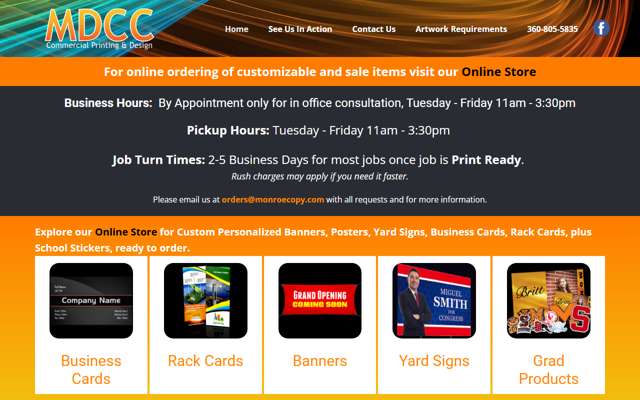 MDCC
Commercial Printing & Design
Home See Us In Action Contact Us Artwork Requirements 360-805-5835
For online ordering of customizable and sale items visit our Online Store
Business Hours: By Appointment only for in office consultation, Tuesday - Friday 11am - 3:30pm
Pickup Hours: Tuesday - Friday 11am - 3:30pm
Job Turn Times: 2-5 Business Days for most jobs once job is Print Ready.
Rush charges may apply if you need it faster.
Please email us at orders@monroecopy.com with all requests and for more information.
Explore our Online Store for Custom Personalized Banners, Posters, Yard Signs, Business Cards, Rack Cards, plus
School Stickers, ready to order.
Company Name
GRAND OPENING
COMING SOON
MIGUEL
SMITH
FOR
CONGRESS
Britt
Britt
S
Business
Cards
Rack Cards
Banners
Yard Signs
Grad
Products